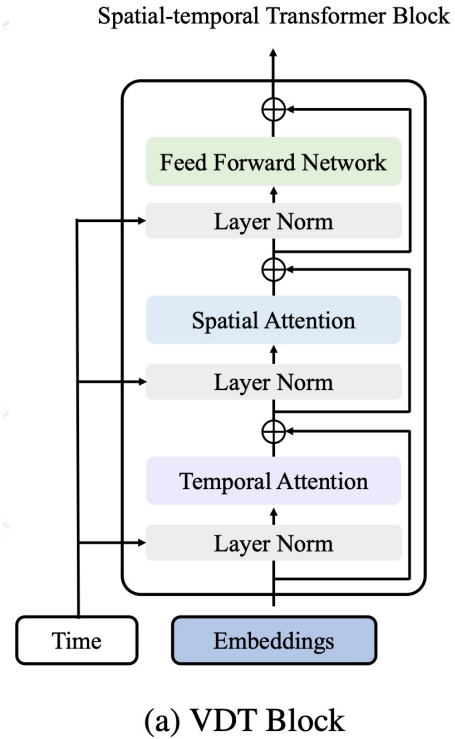 Spatial-temporal Transformer Block
Feed Forward Network
Layer Norm
Spatial Attention
Layer Norm
Temporal Attention
Layer Norm
Time
Embeddings
(a) VDT Block